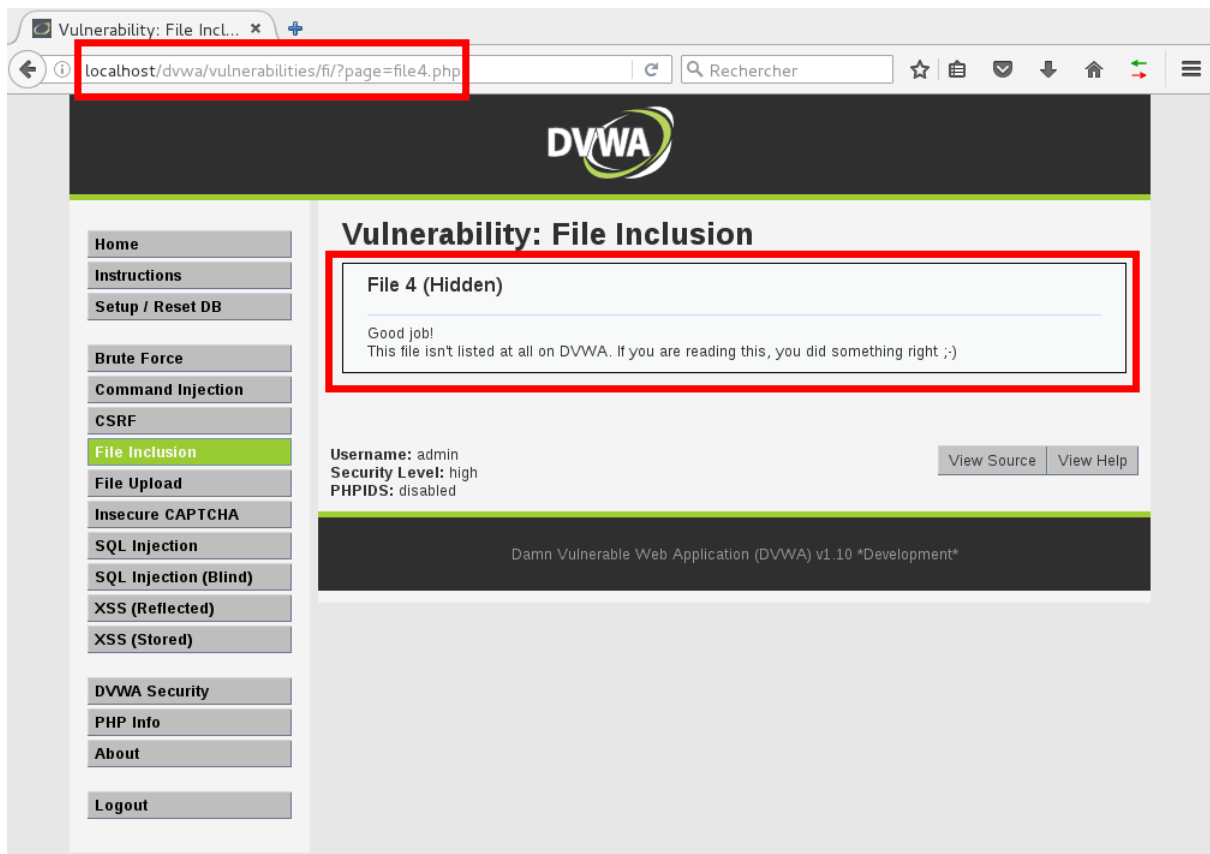 Vulnerability: File Incl...
localhost/dvwa/vulnerabilities/fi/?page=file4.php
Rechercher
DVWA
Home
Instructions
Setup / Reset DB
Brute Force
Command Injection
CSRF
File Inclusion
File Upload
Insecure CAPTCHA
SQL Injection
SQL Injection (Blind)
XSS (Reflected)
XSS (Stored)
DVWA Security
PHP Info
About
Logout
Vulnerability: File Inclusion
File 4 (Hidden)
Good job!
This file isn't listed at all on DVWA. If you are reading this, you did something right ;-)
Username: admin
Security Level: high
PHPIDS: disabled
View Source
View Help
Damn Vulnerable Web Application (DVWA) v1.10 *Development*